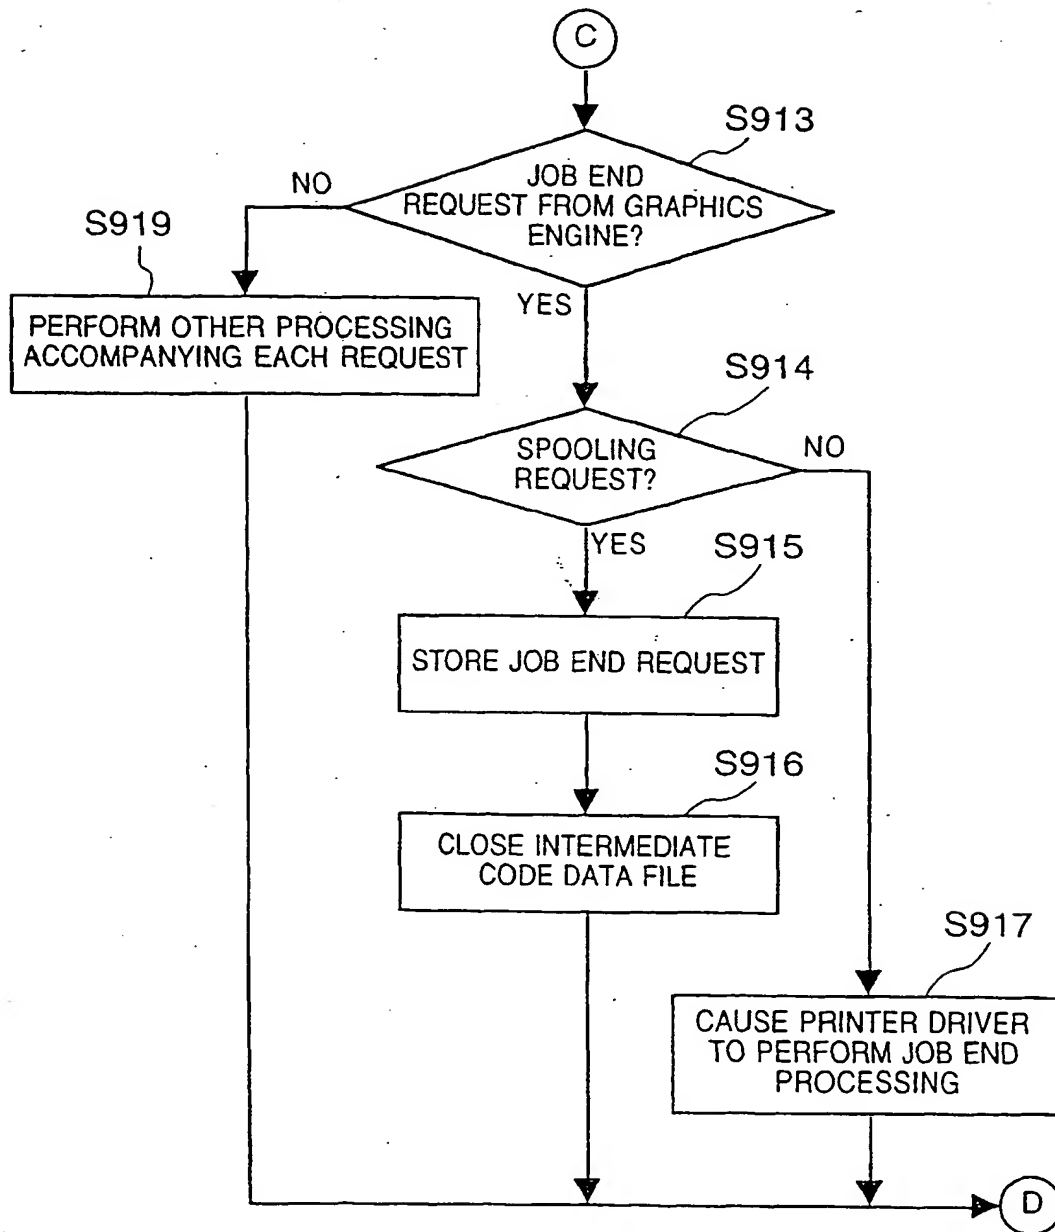 C
S913
JOB END
REQUEST FROM GRAPHICS
ENGINE?
NO
S919
YES
PERFORM OTHER PROCESSING
ACCOMPANYING EACH REQUEST
S914
SPOOLING
REQUEST?
NO
YES
S915
STORE JOB END REQUEST
S916
CLOSE INTERMEDIATE
CODE DATA FILE
S917
CAUSE PRINTER DRIVER
TO PERFORM JOB END
PROCESSING
D